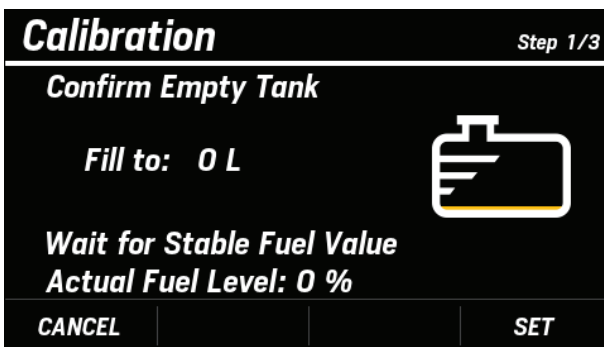 Calibration Step 1/3
Confirm Empty Tank
Fill to: 0 L
Wait for Stable Fuel Value
Actual Fuel Level: 0 %
CANCEL SET